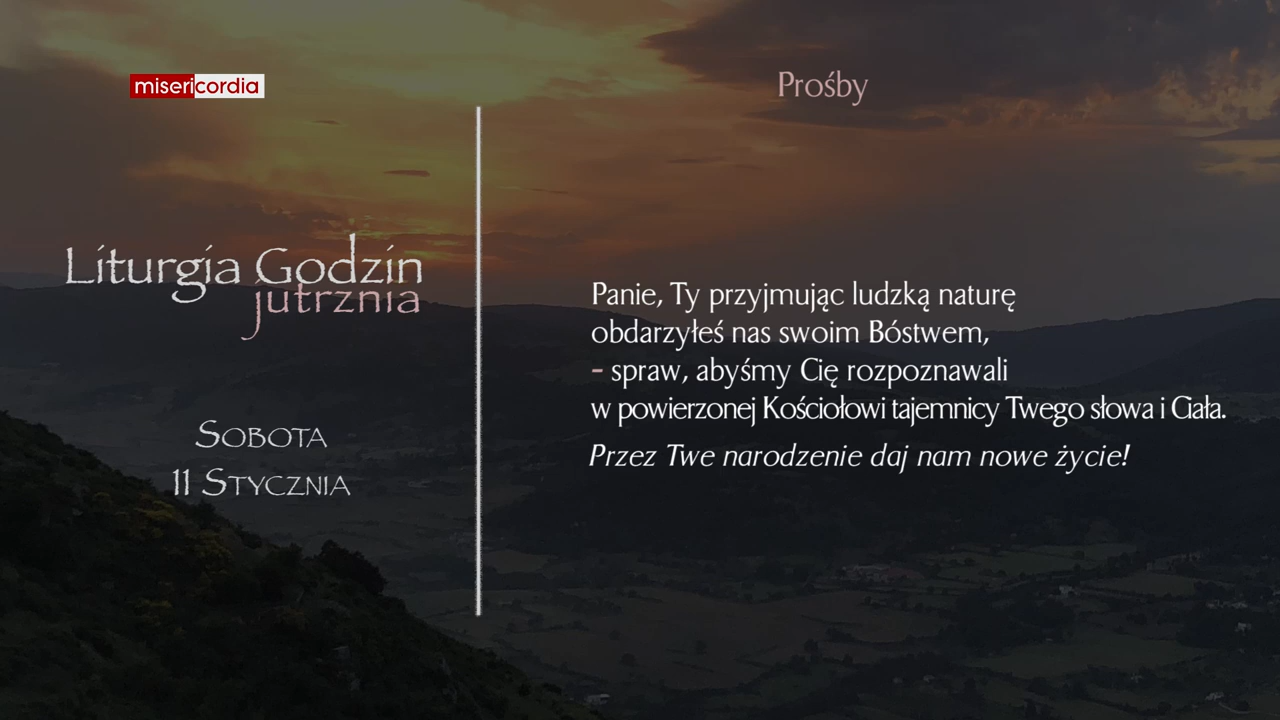 misericordia
Liturgia Godzin
jutrznia
Sobota
11 Stycznia
Prośby
Panie, Ty przyjmując ludzką naturę
obdarzyłeś nas swoim Bóstwem,
- spraw, abyśmy Cię rozpoznawali
w powierzonej Kościołowi tajemnicy Twego słowa i Ciała.
Przez Twe narodzenie daj nam nowe życie!